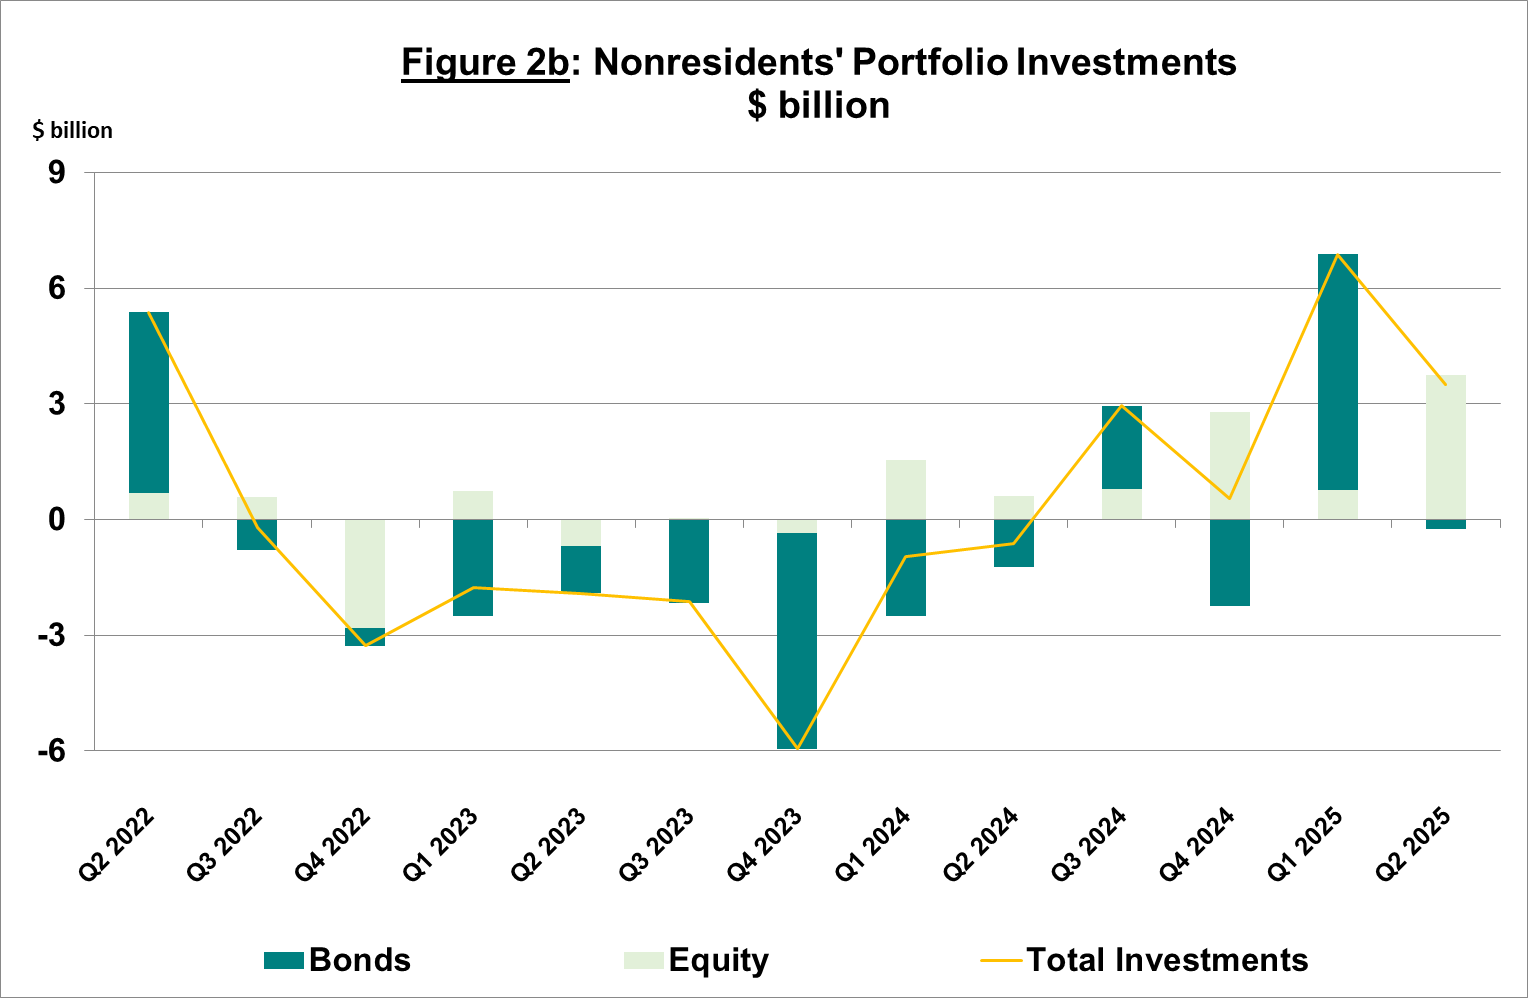 Figure 2b: Nonresidents' Portfolio Investments
$ billion
$ billion
9
6
3
0
-3
-6
Q2 2022
Q3 2022
Q4 2022
Q1 2023
Q2 2023
Q3 2023
Q4 2023
Q1 2024
Q2 2024
Q3 2024
Q4 2024
Q1 2025
Q2 2025
Bonds
Equity
Total Investments